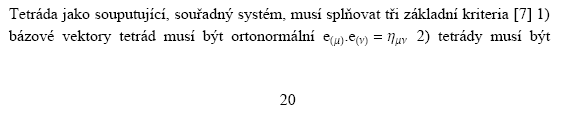 Tetráda jako souputující, souřadný systém, musí splňovat tři základní kriteria [7] 1)
bázové vektory tetrád musí být ortonormální e₍μ₎.e₍ν₎ = ημν 2) tetrády musí být
20